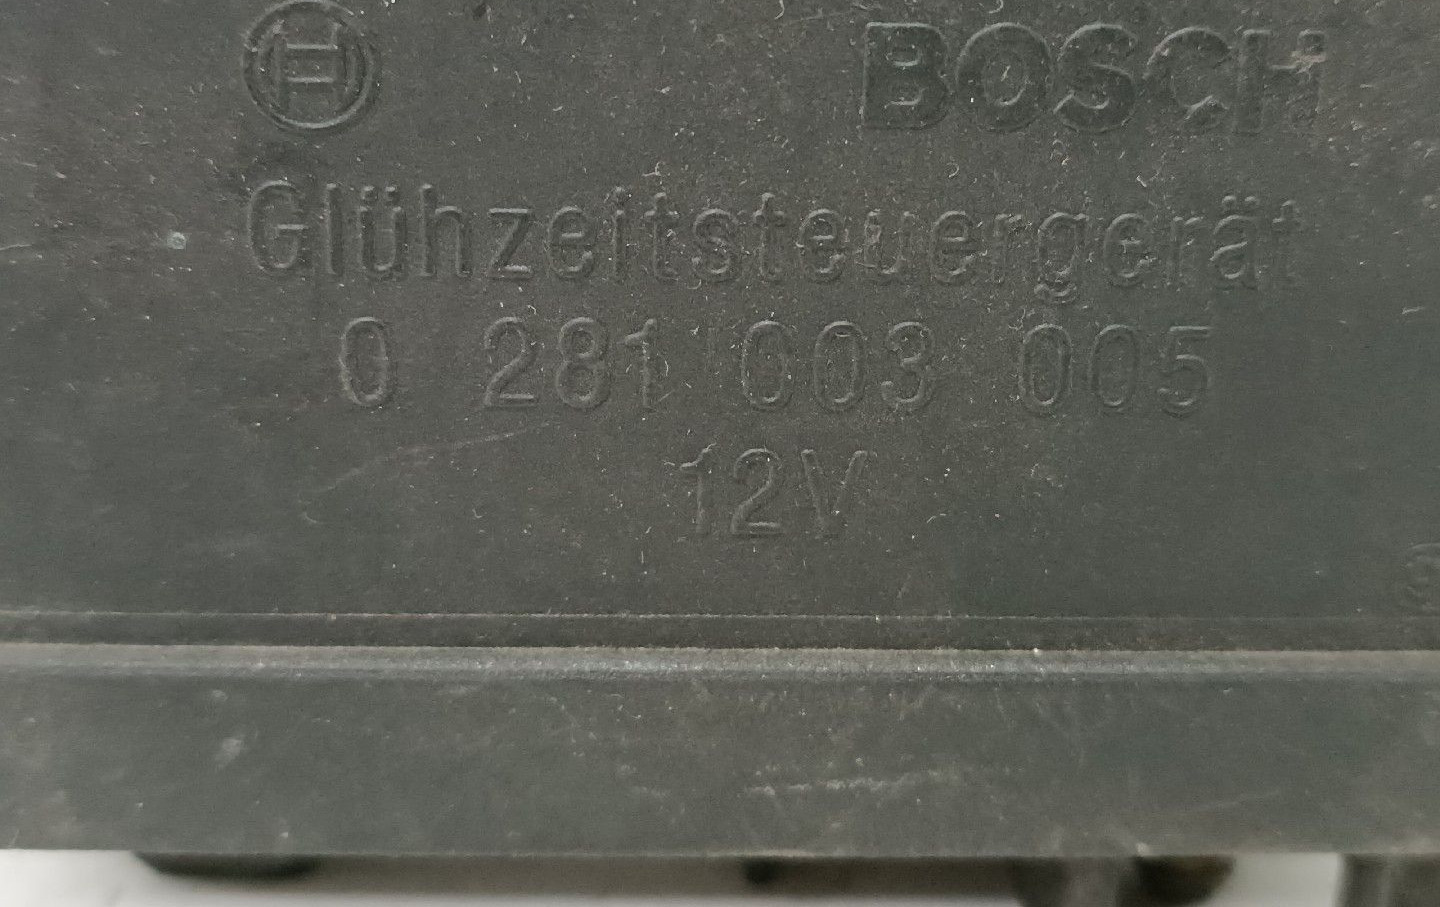 BOSCH
Glühzeitsteuergerät
0 281 003 005
12V